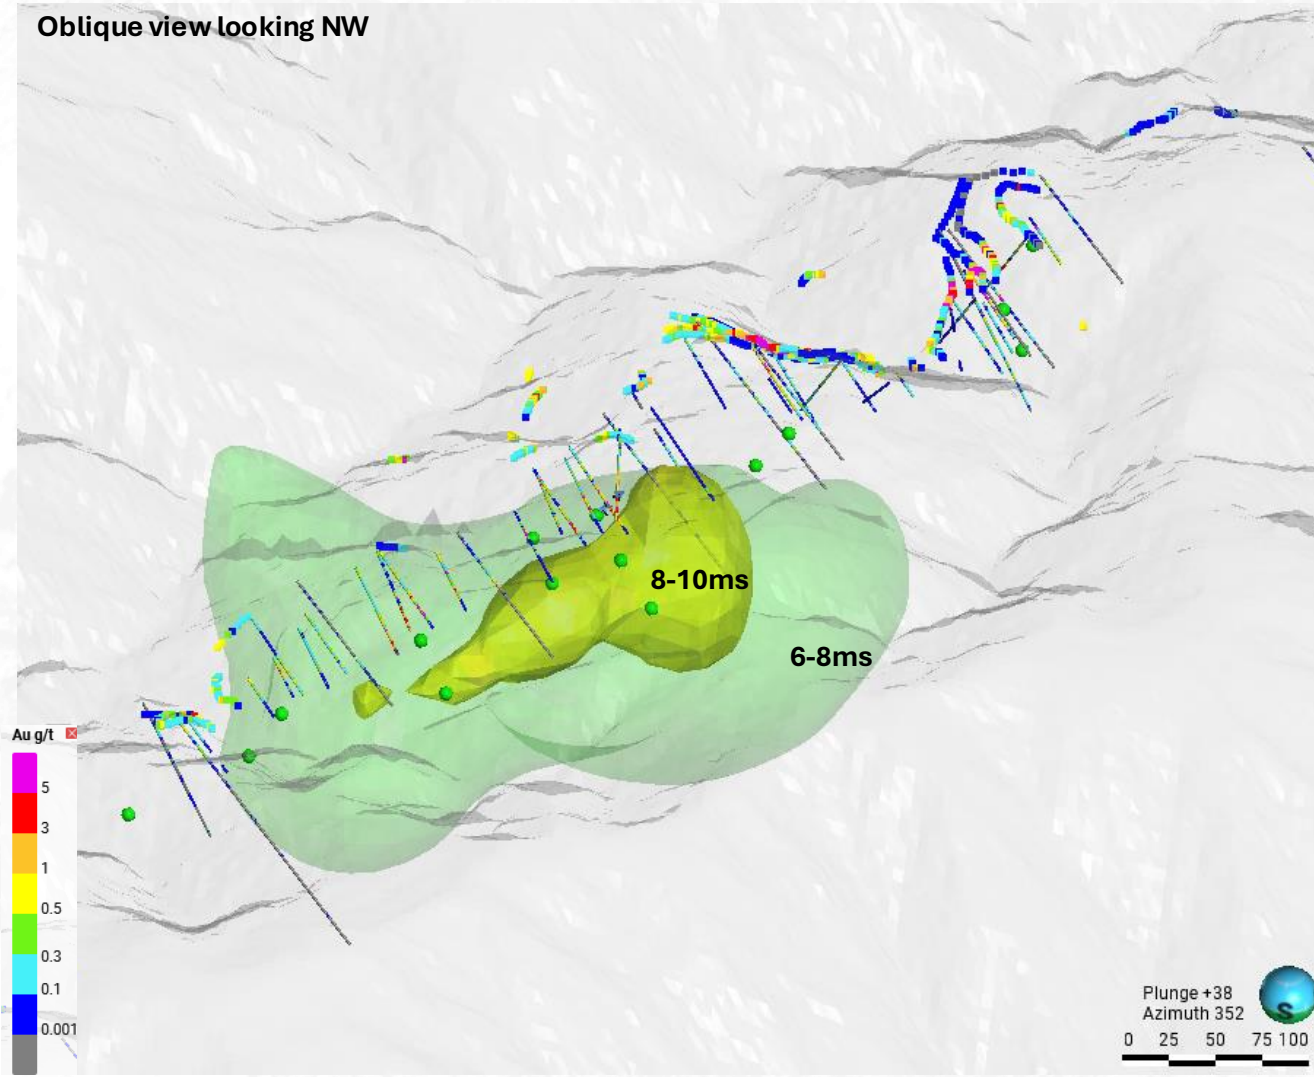 Oblique view looking NW
8-10ms
6-8ms
Au g/t
5
3
1
0.5
0.3
0.1
0.001
Plunge +38
Azimuth 352
S
0 25 50 75 100